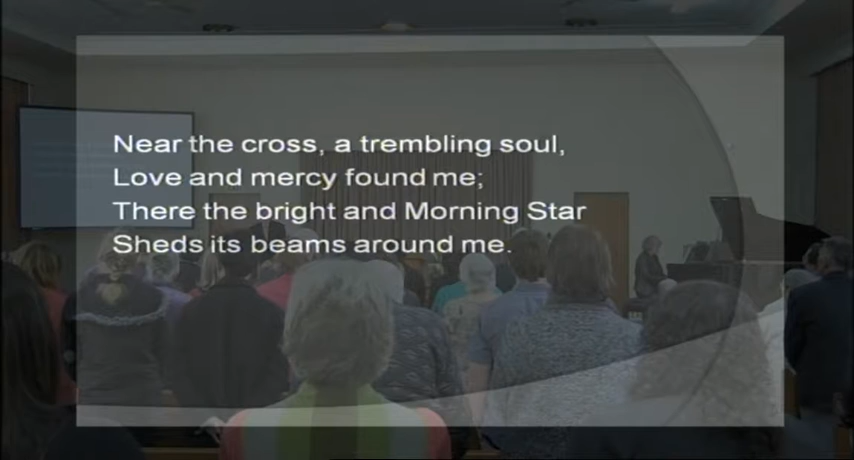 Near the cross, a trembling soul,
Love and mercy found me;
There the bright and Morning Star
Sheds its beams around me.